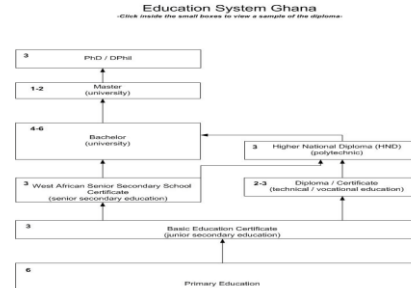 Education System Ghana
-Click inside the small boxes to view a sample of the diploma-
3
PhD / DPhil
1-2
Master
(university)
4-6
Bachelor
(university)
3
Higher National Diploma (HND)
(polytechnic)
3
West African Senior Secondary School
Certificate
(senior secondary education)
2-3
Diploma / Certificate
(technical / vocational education)
3
Basic Education Certificate
(junior secondary education)
6
Primary Education